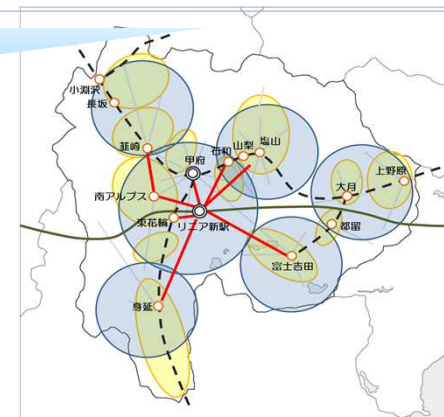 小淵沢
長坂
韮崎
甲府
石和
山梨
塩山
上野原
大月
南アルプス
東花輪
リニア新駅
都留
富士吉田
身延